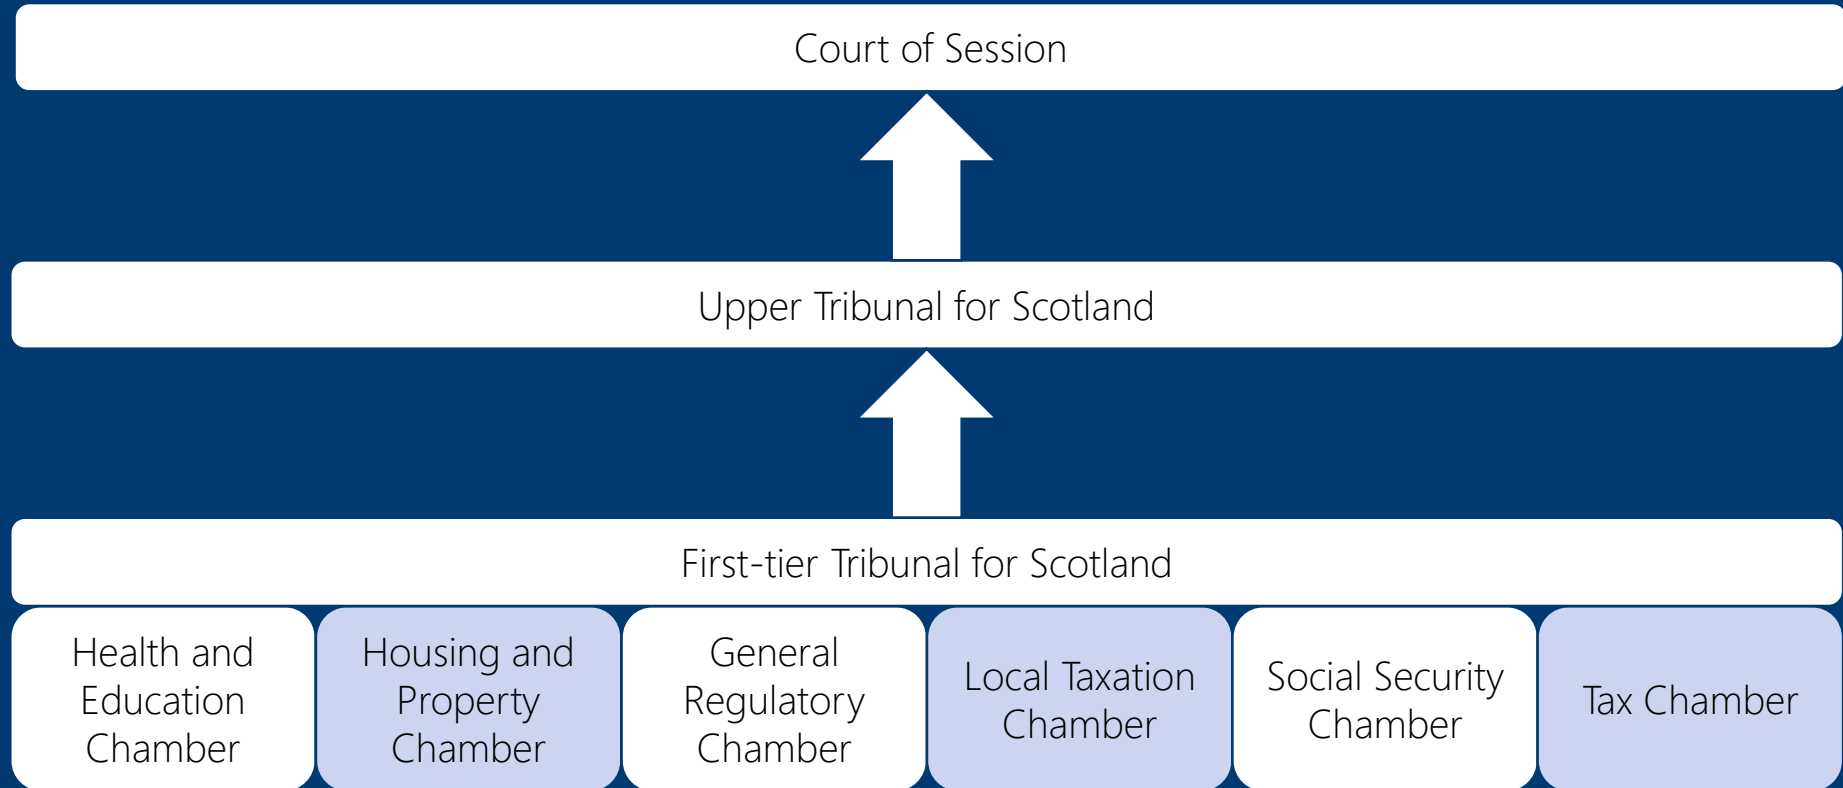 Court of Session
Upper Tribunal for Scotland
First-tier Tribunal for Scotland
Health and
Education
Chamber
Housing and
Property
Chamber
General
Regulatory
Chamber
Local Taxation
Chamber
Social Security
Chamber
Tax Chamber